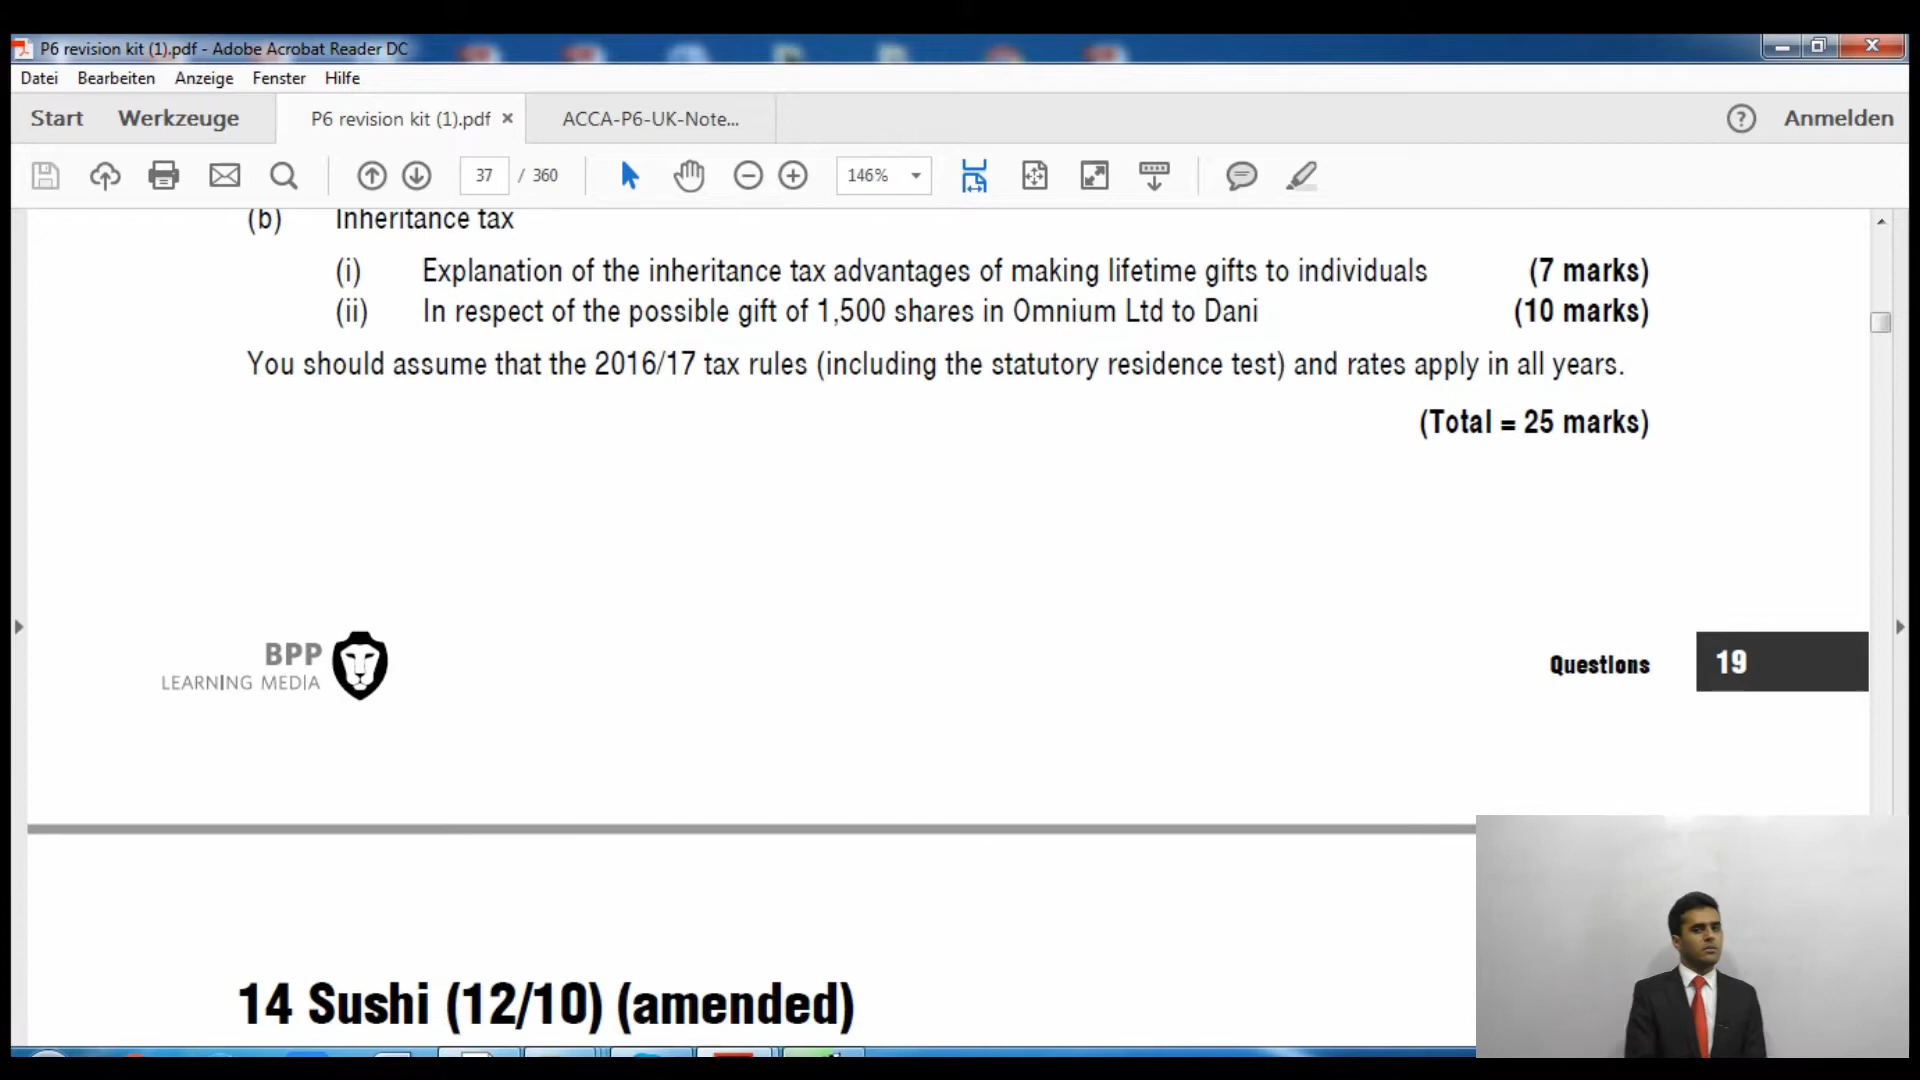 P6 revision kit (1).pdf - Adobe Acrobat Reader DC
Datei Bearbeiten Anzeige Fenster Hilfe
Start Werkzeuge P6 revision kit (1).pdf × ACCA-P6-UK-Note... ? Anmelden
37 / 360 146%
(b) Inheritance tax
(i) Explanation of the inheritance tax advantages of making lifetime gifts to individuals (7 marks)
(ii) In respect of the possible gift of 1,500 shares in Omnium Ltd to Dani (10 marks)
You should assume that the 2016/17 tax rules (including the statutory residence test) and rates apply in all years.
(Total = 25 marks)
BPP
LEARNING MEDIA
Questions 19
14 Sushi (12/10) (amended)